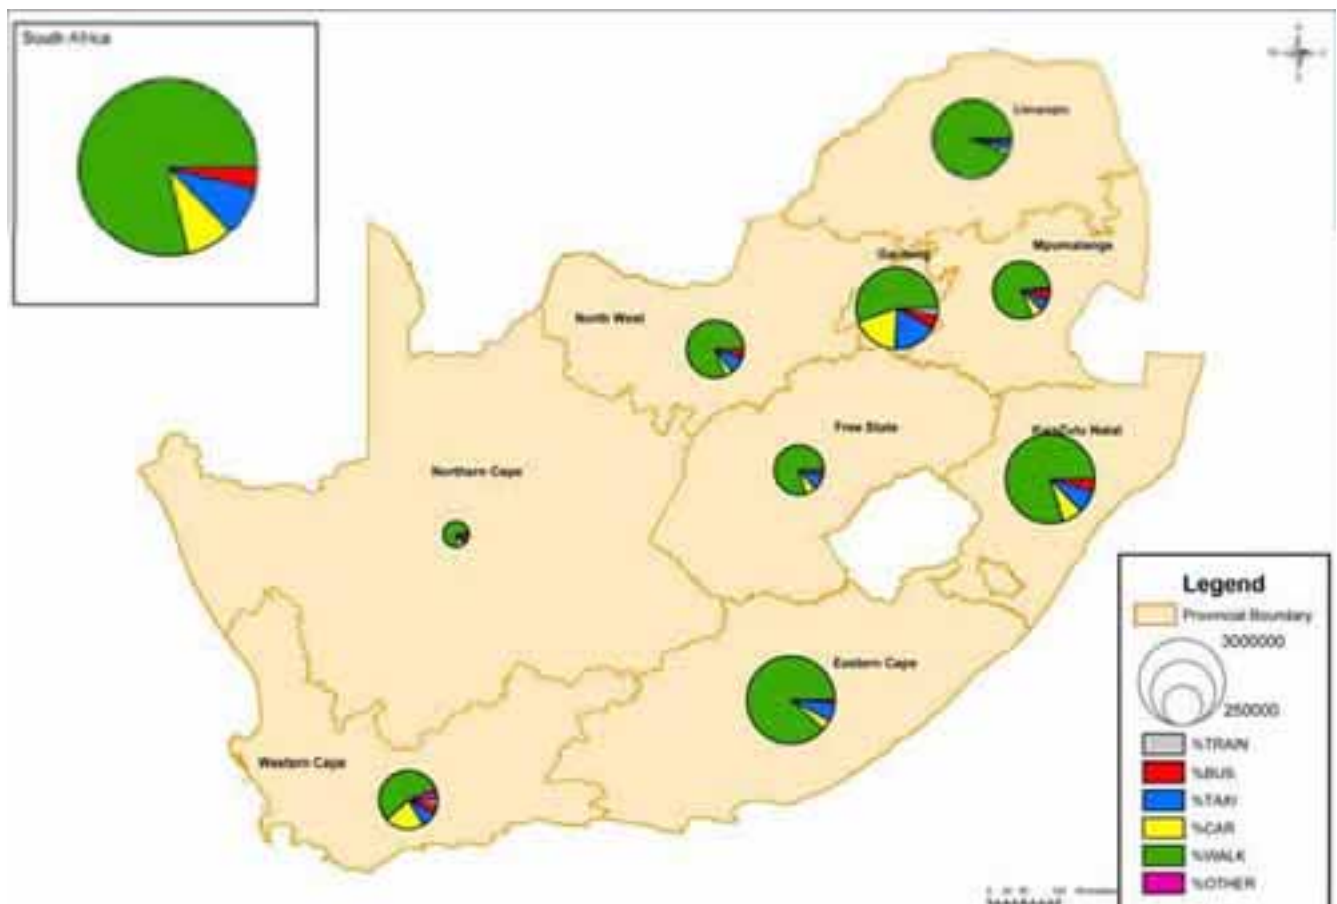 South Africa
Limpopo
Mpumalanga
Gauteng
North West
Free State
KwaZulu Natal
Northern Cape
Eastern Cape
Western Cape
Legend
Provincial Boundary
3000000
250000
%TRAIN
%BUS
%TAXI
%CAR
%WALK
%OTHER